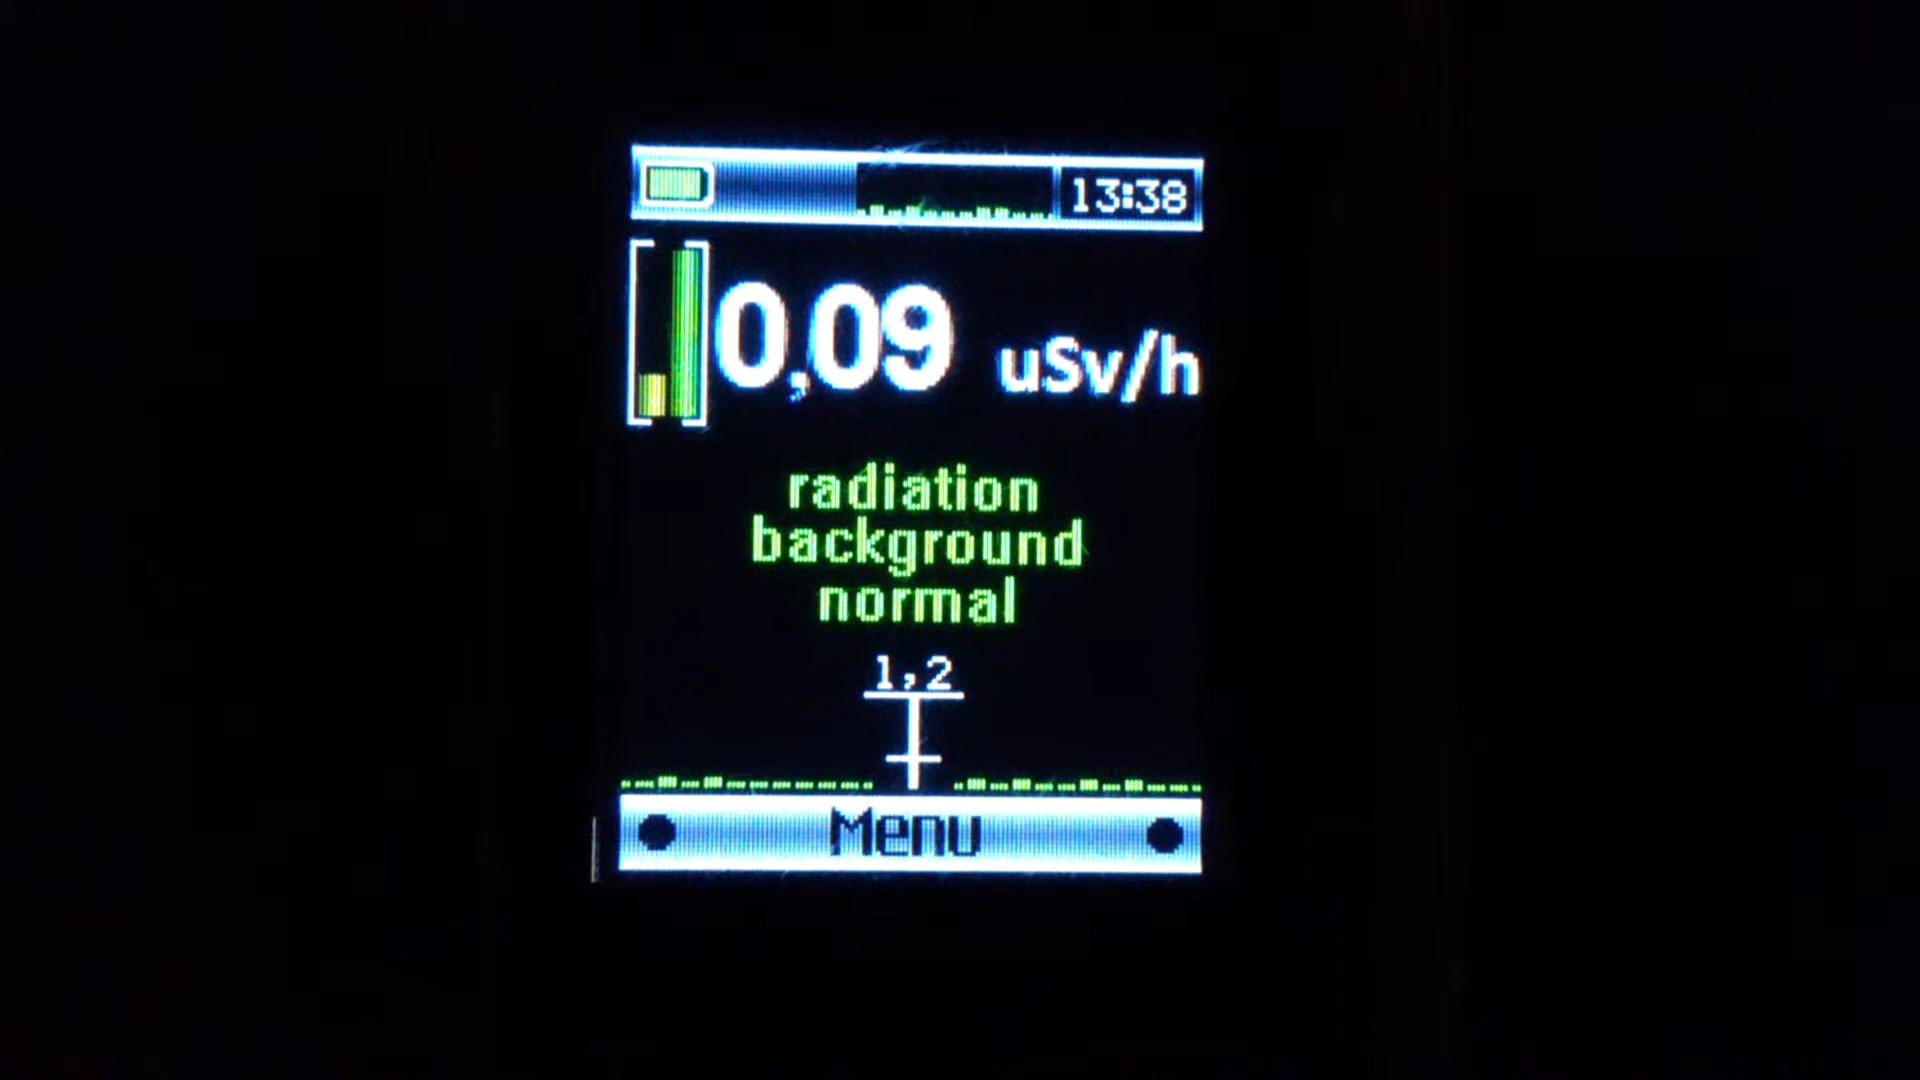 13:38
0,09 uSv/h
radiation
background
normal
1,2
Menu